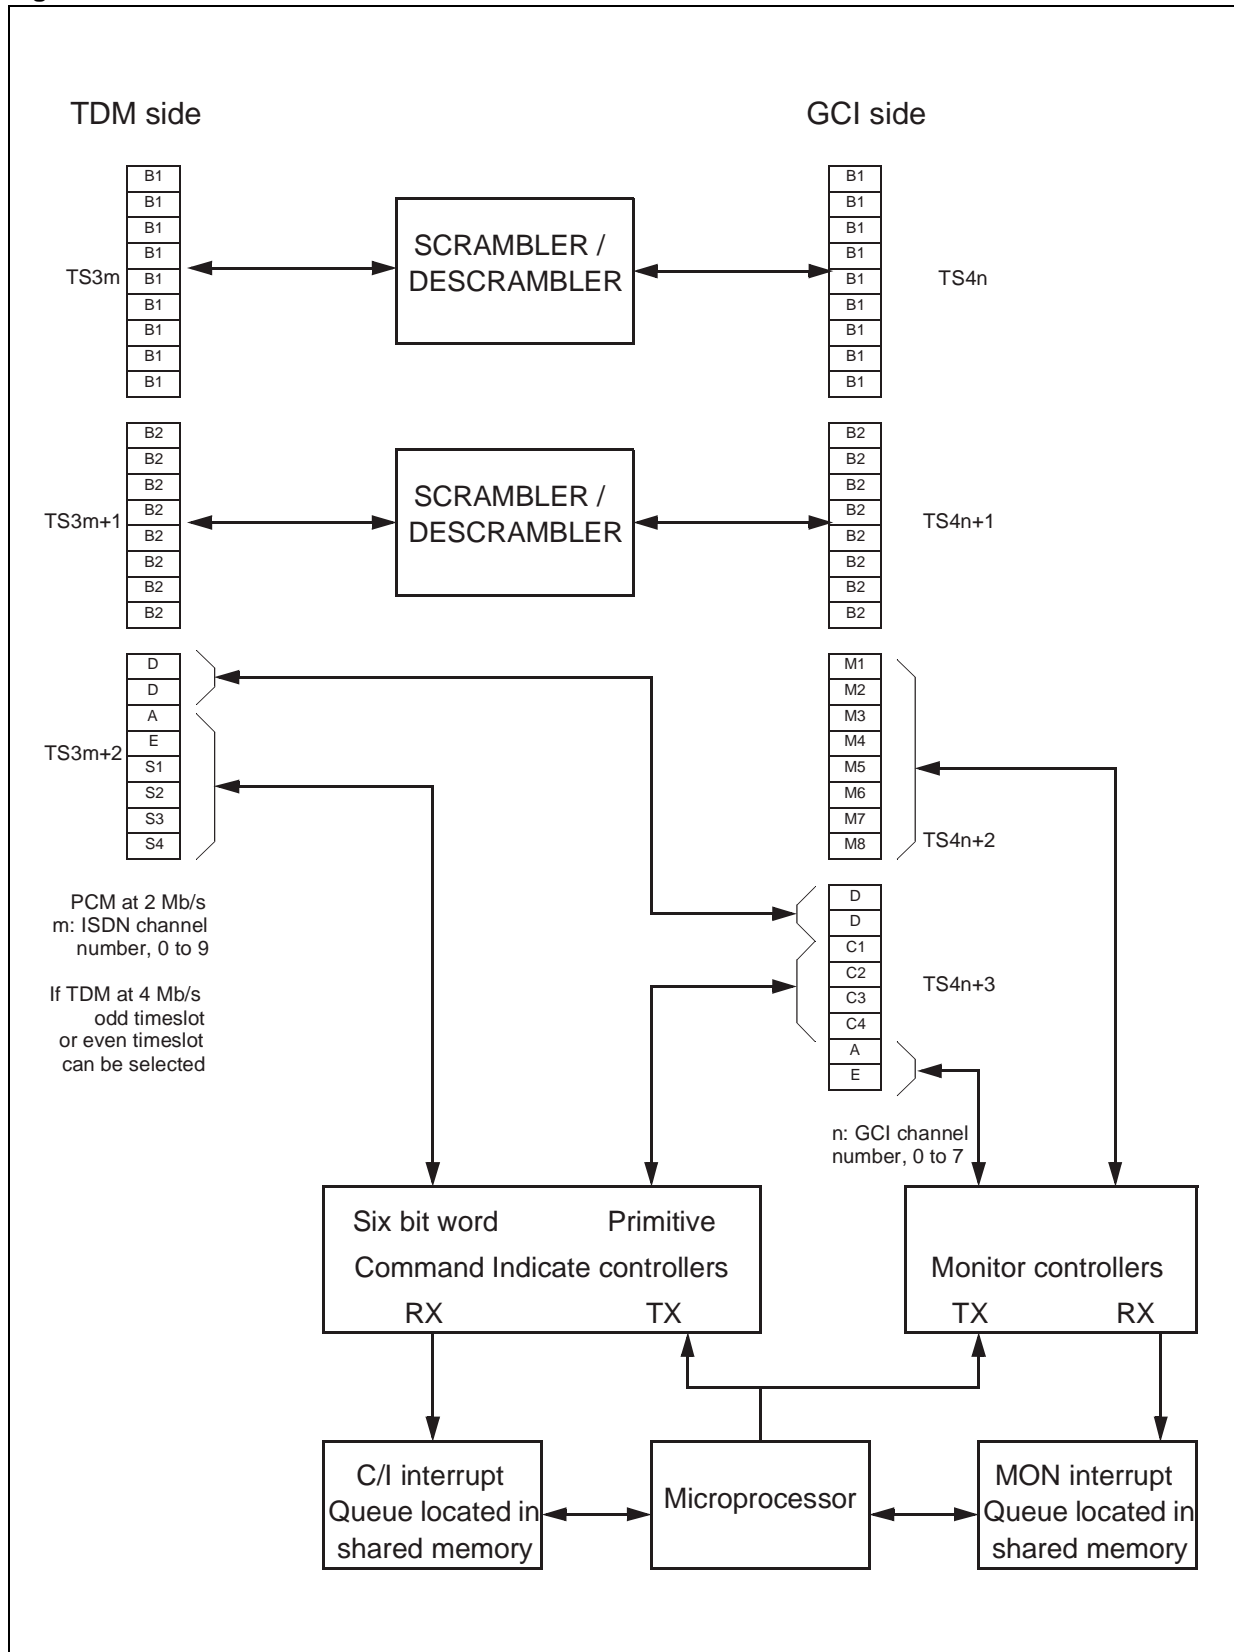 TDM side
GCI side
B1
B1
B1
B1
B1
B1
B1
B1
B1
TS3m
SCRAMBLER /
DESCRAMBLER
B1
B1
B1
B1
B1
B1
B1
B1
B1
TS4n
B2
B2
B2
B2
B2
B2
B2
B2
TS3m+1
SCRAMBLER /
DESCRAMBLER
B2
B2
B2
B2
B2
B2
B2
B2
TS4n+1
D
D
A
E
S1
S2
S3
S4
TS3m+2
M1
M2
M3
M4
M5
M6
M7
M8
TS4n+2
PCM at 2 Mb/s
m: ISDN channel
number, 0 to 9
If TDM at 4 Mb/s
odd timeslot
or even timeslot
can be selected
D
D
C1
C2
C3
C4
A
E
TS4n+3
n: GCI channel
number, 0 to 7
Six bit word Primitive
Command Indicate controllers
RX TX
Monitor controllers
TX RX
C/I interrupt
Queue located in
shared memory
Microprocessor
MON interrupt
Queue located in
shared memory